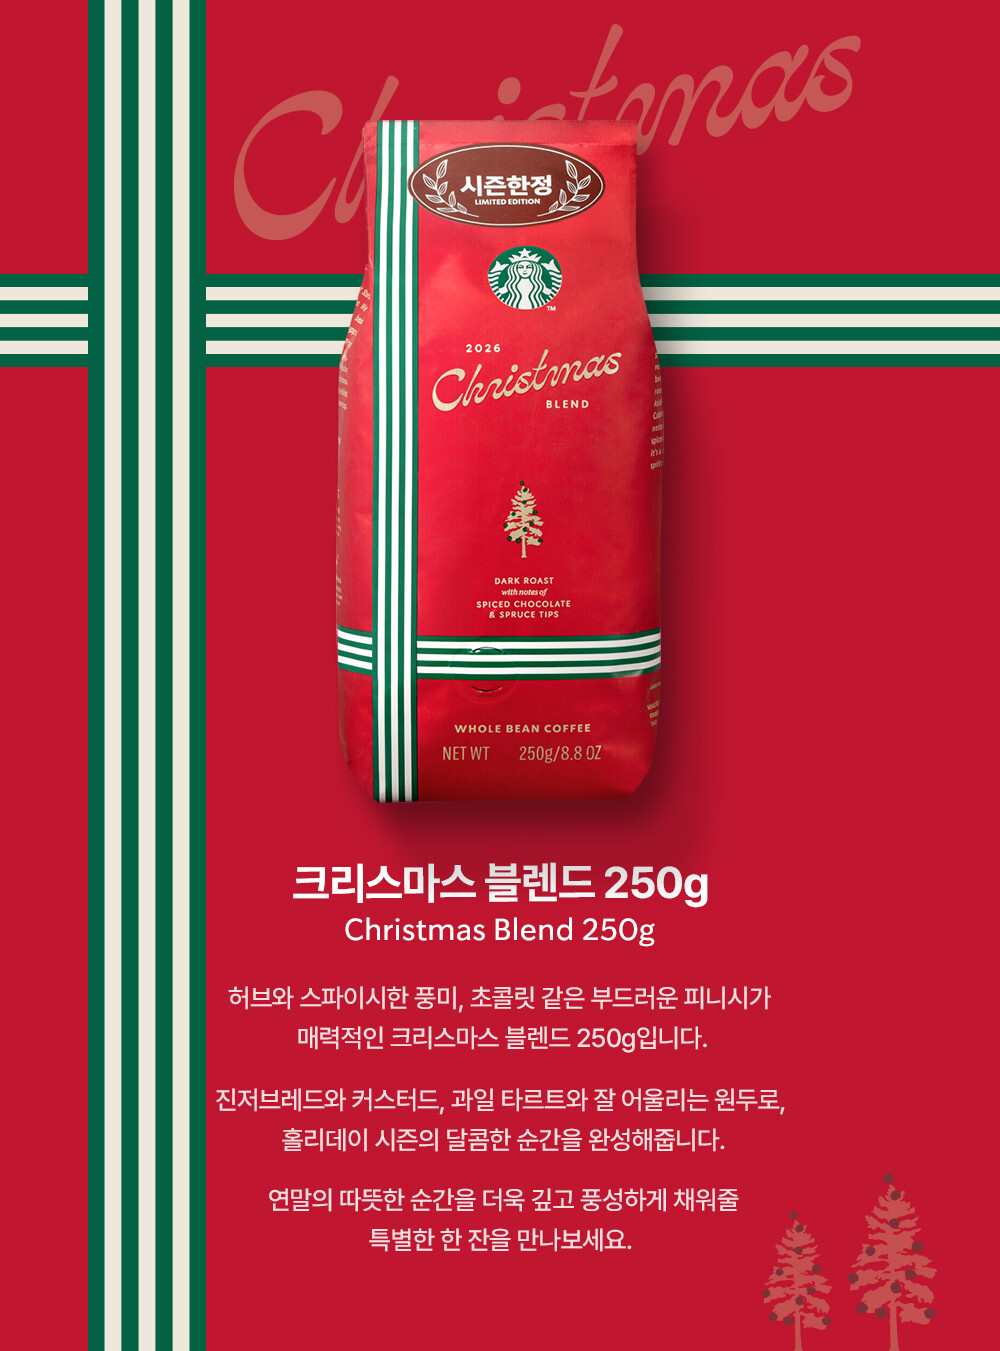 Christmas
시즌한정
LIMITED EDITION
TM
2026
Christmas
BLEND
DARK ROAST
with notes of
SPICED CHOCOLATE
& SPRUCE TIPS
WHOLE BEAN COFFEE
NET WT 250g/8.8 OZ
크리스마스 블렌드 250g
Christmas Blend 250g
허브와 스파이시한 풍미, 초콜릿 같은 부드러운 피니시가
매력적인 크리스마스 블렌드 250g입니다.
진저브레드와 커스터드, 과일 타르트와 잘 어울리는 원두로,
홀리데이 시즌의 달콤한 순간을 완성해줍니다.
연말의 따뜻한 순간을 더욱 깊고 풍성하게 채워줄
특별한 한 잔을 만나보세요.